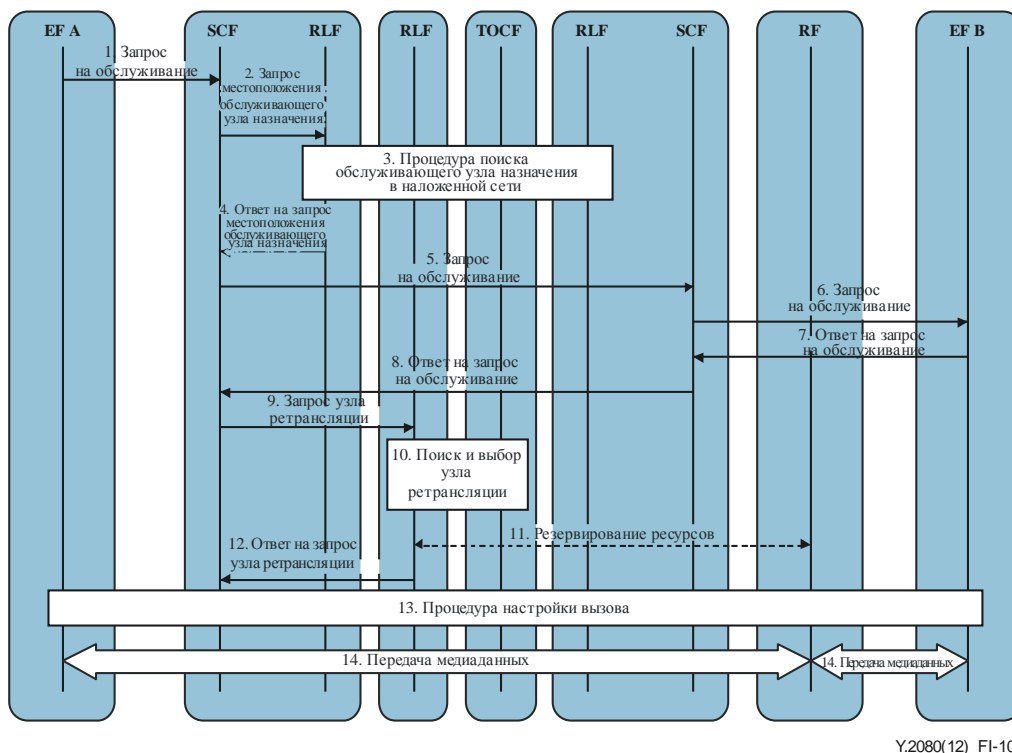 EF A
SCF
RLF
RLF
TOCF
RLF
SCF
RF
EF B
1. Запрос
на обслуживание
2. Запрос
местоположения
обслуживающего
узла назначения
3. Процедура поиска
обслуживающего узла назначения
в наложенной сети
4. Ответ на запрос
местоположения
обслуживающего
узла назначения
5. Запрос
на обслуживание
6. Запрос
на обслуживание
7. Ответ на запрос
на обслуживание
8. Ответ на запрос
на обслуживание
9. Запрос узла
ретрансляции
10. Поиск и выбор
узла
ретрансляции
11. Резервирование ресурсов
12. Ответ на запрос
узла ретрансляции
13. Процедура настройки вызова
14. Передача медиаданных
14. Передача медиаданных
Y.2080(12)_FI-10